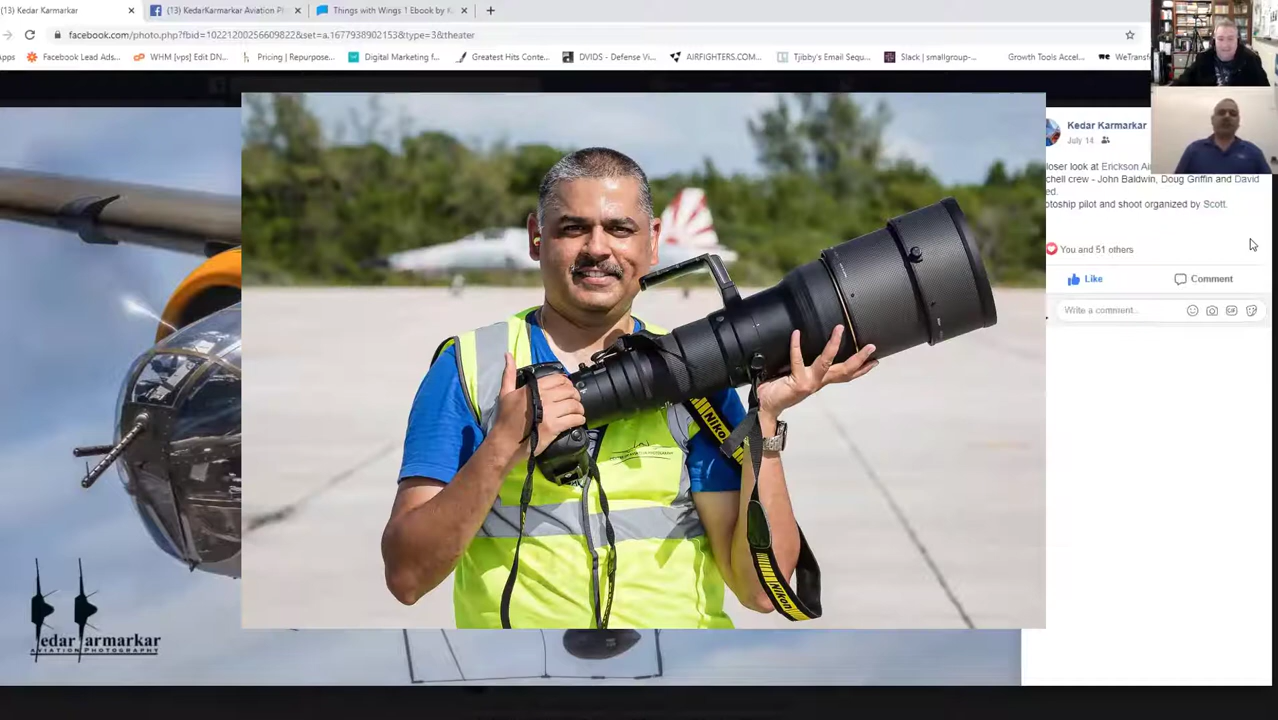 (13) Kedar Karmarkar
(13) KedarKarmarkar Aviation Ph
Things with Wings 1 Ebook by K
facebook.com/photo.php?fbid=10221200256609822&set=a.1677938902153&type=3&theater
Apps
Facebook Lead Ads...
WHM [vps] Edit DN...
Pricing | Repurpose...
Digital Marketing f...
Greatest Hits Conte...
DVIDS - Defense Vi...
AIRFIGHTERS.COM...
Tjibby's Email Sequ...
Slack | smallgroup-...
Growth Tools Accel...
WeTransf
Kedar Karmarkar
July 14
loser look at Erickson Ai
chell crew - John Baldwin, Doug Griffin and David
ed.
otoship pilot and shoot organized by Scott.
You and 51 others
Like
Comment
Write a comment...
GIF
Nikon
Nikon
Kedar Karmarkar
AVIATION PHOTOGRAPHY